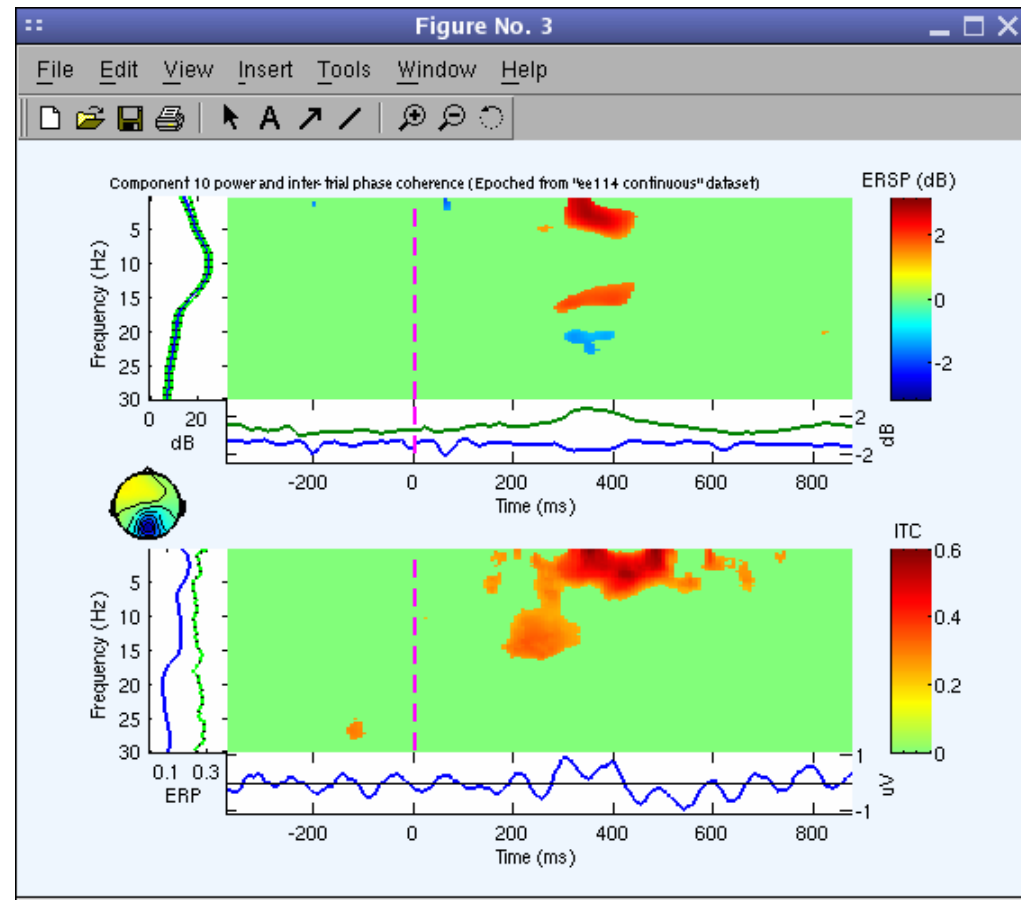 Figure No. 3
File Edit View Insert Tools Window Help
A
Component 10 power and inter-trial phase coherence (Epoched from "ee114 continuous" dataset)
ERSP (dB)
Frequency (Hz)
5
10
15
20
25
30
0 20
dB
2
0
-2
2
-2
dB
-200 0 200 400 600 800
Time (ms)
ITC
Frequency (Hz)
5
10
15
20
25
30
0.1 0.3
ERP
0.6
0.4
0.2
0
1
-1
uV
-200 0 200 400 600 800
Time (ms)